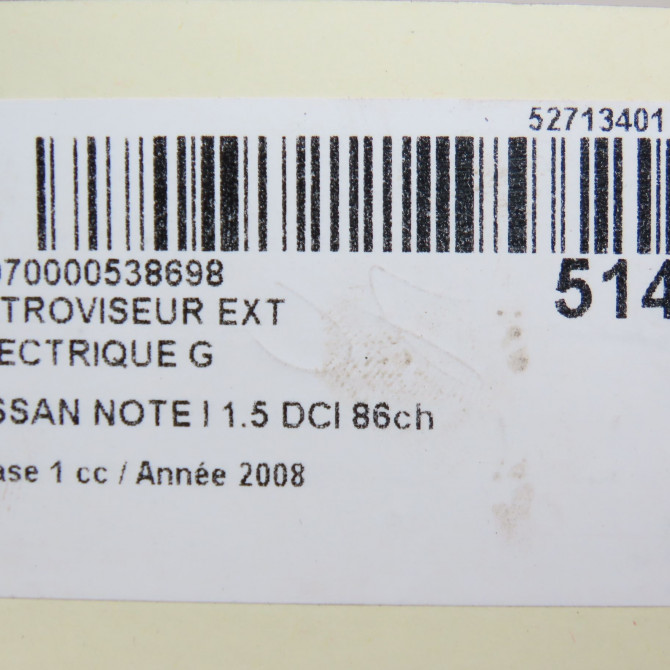 52713401
070000538698
514
TROVISEUR EXT
ECTRIQUE G
SSAN NOTE I 1.5 DCI 86ch
ase 1 cc / Année 2008